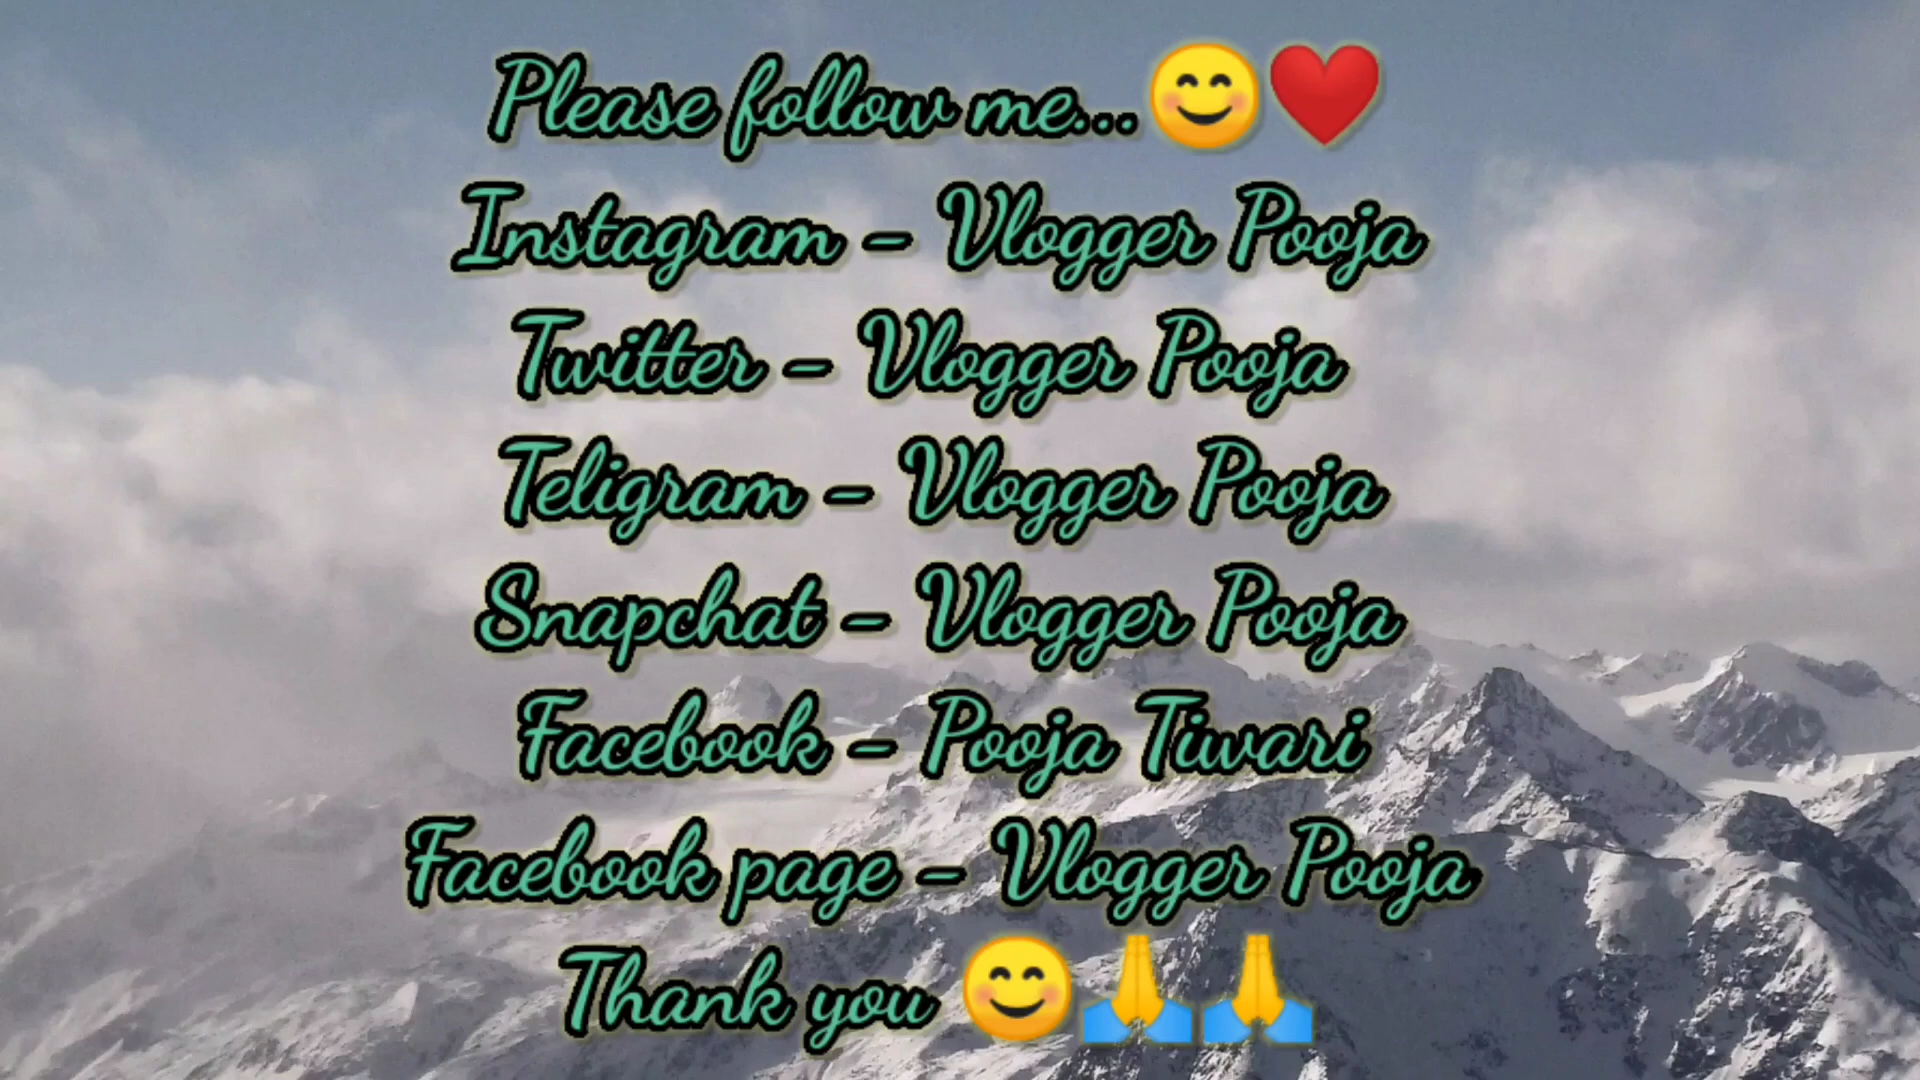 Please follow me...😊❤️
Instagram - Vlogger Pooja
Twitter - Vlogger Pooja
Teligram - Vlogger Pooja
Snapchat - Vlogger Pooja
Facebook - Pooja Tiwari
Facebook page - Vlogger Pooja
Thank you 😊🙏🙏